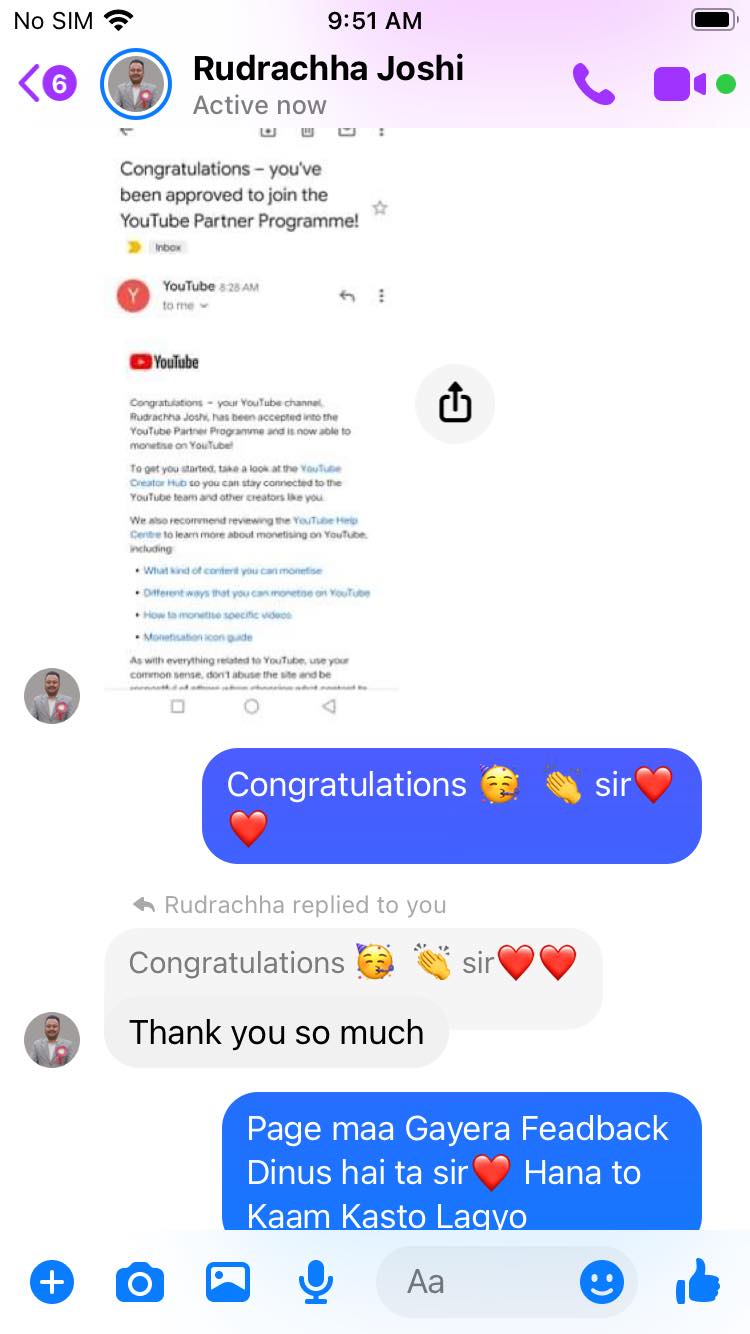 No SIM 9:51 AM
6 Rudrachha Joshi
Active now
Congratulations – you've
been approved to join the
YouTube Partner Programme!
Inbox
Y YouTube 8:28 AM
to me
YouTube
Congratulations – your YouTube channel,
Rudrachha Joshi, has been accepted into the
YouTube Partner Programme and is now able to
monetise on YouTube!
To get you started, take a look at the YouTube
Creator Hub so you can stay connected to the
YouTube team and other creators like you.
We also recommend reviewing the YouTube Help
Centre to learn more about monetising on YouTube,
including:
• What kind of content you can monetise
• Different ways that you can monetise on YouTube
• How to monetise specific videos
• Monetisation icon guide
As with everything related to YouTube, use your
common sense, don't abuse the site and be
respectful of others when choosing what content to
Congratulations 🥳 👏 sir❤️
❤️
Rudrachha replied to you
Congratulations 🥳 👏 sir❤️❤️
Thank you so much
Page maa Gayera Feadback
Dinus hai ta sir❤️ Hana to
Kaam Kasto Lagyo
Aa